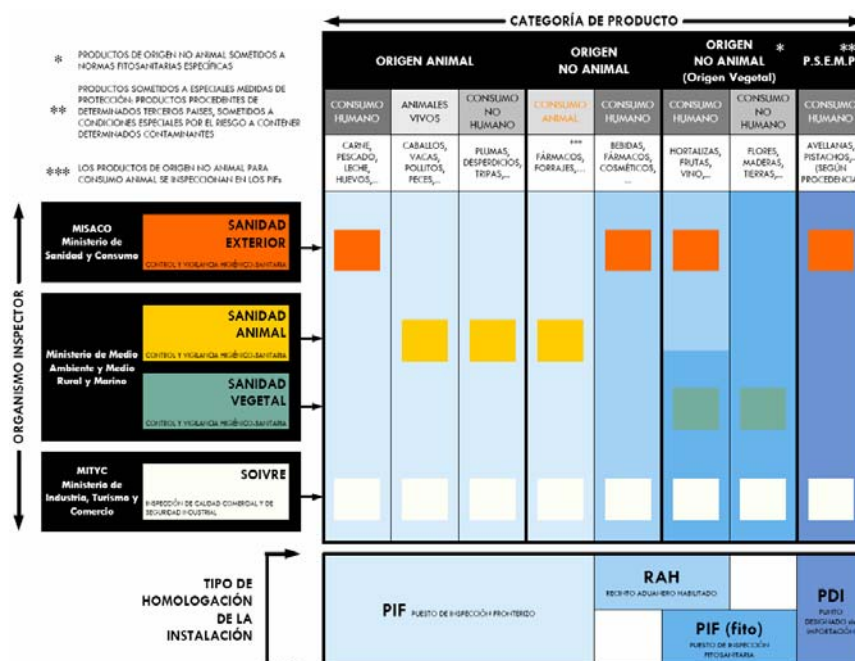 CATEGORÍA DE PRODUCTO
* PRODUCTOS DE ORIGEN NO ANIMAL SOMETIDOS A
NORMAS FITOSANITARIAS ESPECÍFICAS
** PRODUCTOS SOMETIDOS A ESPECIALES MEDIDAS DE
PROTECCIÓN: PRODUCTOS PROCEDENTES DE
DETERMINADOS TERCEROS PAISES, SOMETIDOS A
CONDICIONES ESPECIALES POR EL RIESGO A CONTENER
DETERMINADOS CONTAMINANTES
*** LOS PRODUCTOS DE ORIGEN NO ANIMAL PARA
CONSUMO ANIMAL SE INSPECCIONAN EN LOS PIFs
ORIGEN ANIMAL
ORIGEN
NO ANIMAL
ORIGEN *
NO ANIMAL
(Origen Vegetal)
**
P.S.E.M.P
CONSUMO
HUMANO
ANIMALES
VIVOS
CONSUMO
NO
HUMANO
CONSUMO
ANIMAL
CONSUMO
HUMANO
CONSUMO
HUMANO
CONSUMO
NO
HUMANO
CONSUMO
HUMANO
CARNE,
PESCADO,
LECHE,
HUEVOS,...
CABALLOS,
VACAS,
POLLITOS,
PECES,...
PLUMAS,
DESPERDICIOS,
TRIPAS,...
***
FÁRMACOS,
FORRAJES,...
BEBIDAS,
FÁRMACOS,
COSMÉTICOS,
...
HORTALIZAS,
FRUTAS,
VINO,...
FLORES,
MADERAS,
TIERRAS,...
AVELLANAS,
PISTACHOS,...
(SEGÚN
PROCEDENCIA
ORGANISMO INSPECTOR
MISACO
Ministerio de
Sanidad y Consumo
SANIDAD
EXTERIOR
CONTROL Y VIGILANCIA HIGIÉNICO-SANITARIA
Ministerio de Medio
Ambiente y Medio
Rural y Marino
SANIDAD
ANIMAL
CONTROL Y VIGILANCIA HIGIÉNICO-SANITARIA
SANIDAD
VEGETAL
CONTROL Y VIGILANCIA HIGIÉNICO-SANITARIA
MITYC
Ministerio de
Industria, Turismo y
Comercio
SOIVRE
INSPECCIÓN DE CALIDAD COMERCIAL Y DE
SEGURIDAD INDUSTRIAL
TIPO DE
HOMOLOGACIÓN
DE LA
INSTALACIÓN
PIF PUESTO DE INSPECCIÓN FRONTERIZO
RAH
RECINTO ADUANERO HABILITADO
PIF (fito)
PUESTO DE INSPECCIÓN
FITOSANITARIA
PDI
PUNTO
DESIGNADO de
IMPORTACIÓN